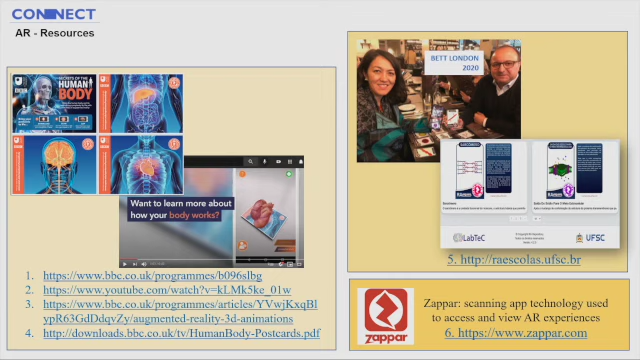 CONNECT
AR - Resources
SECRETS OF THE
HUMAN
BODY
BBC
Want to learn more about
how your body works?
1. https://www.bbc.co.uk/programmes/b096slbg
2. https://www.youtube.com/watch?v=kLMk5ke_01w
3. https://www.bbc.co.uk/programmes/articles/YVwjKxqBl
ypR63GdDdqvZy/augmented-reality-3d-animations
4. http://downloads.bbc.co.uk/tv/HumanBody-Postcards.pdf
BETT LONDON
2020
LabTeC
UFSC
5. http://raescolas.ufsc.br
zappar
Zappar: scanning app technology used
to access and view AR experiences
6. https://www.zappar.com